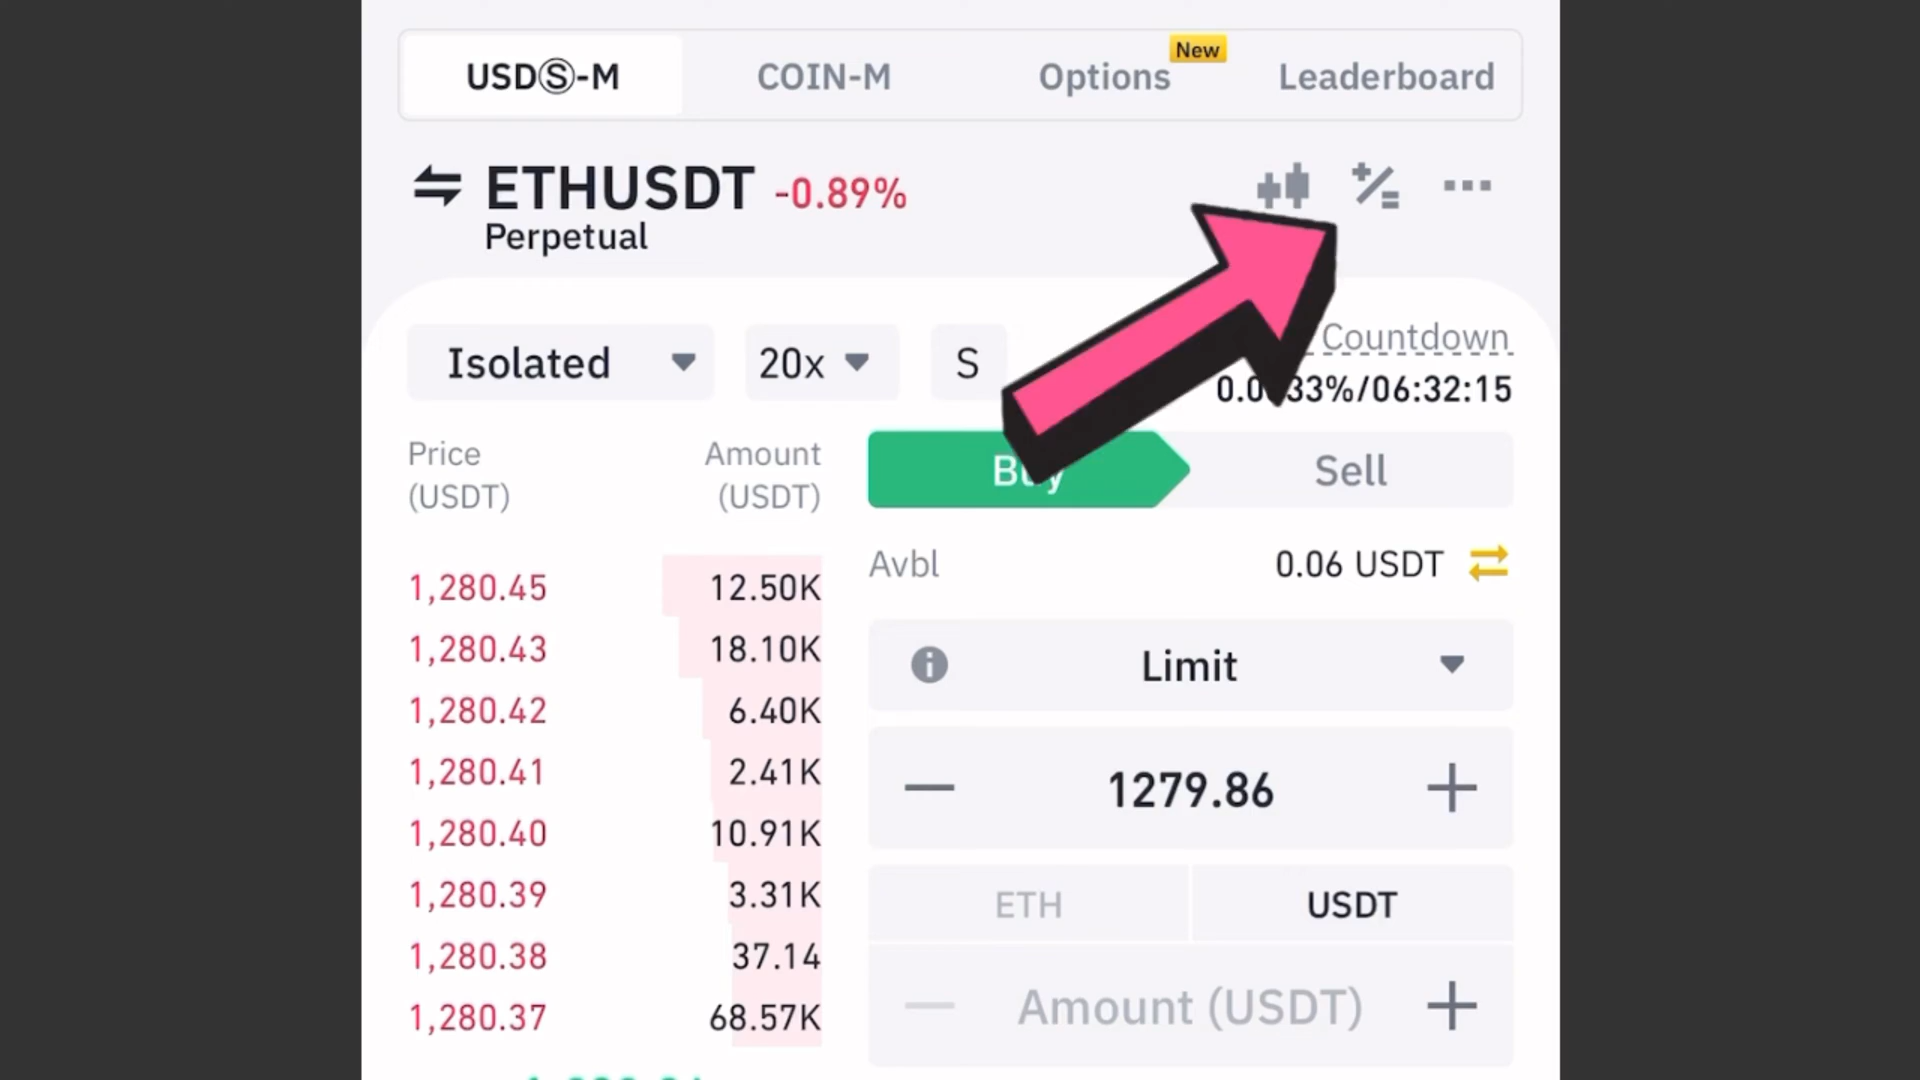 USDⓈ-M COIN-M Options New Leaderboard
ETHUSDT -0.89%
Perpetual
Isolated 20x S
Countdown
06:32:15
Price Amount
(USDT) (USDT)
Buy Sell
Avbl 0.06 USDT
1,280.45 12.50K
1,280.43 18.10K
1,280.42 6.40K
1,280.41 2.41K
1,280.40 10.91K
1,280.39 3.31K
1,280.38 37.14
1,280.37 68.57K
Limit
1279.86
ETH USDT
Amount (USDT)